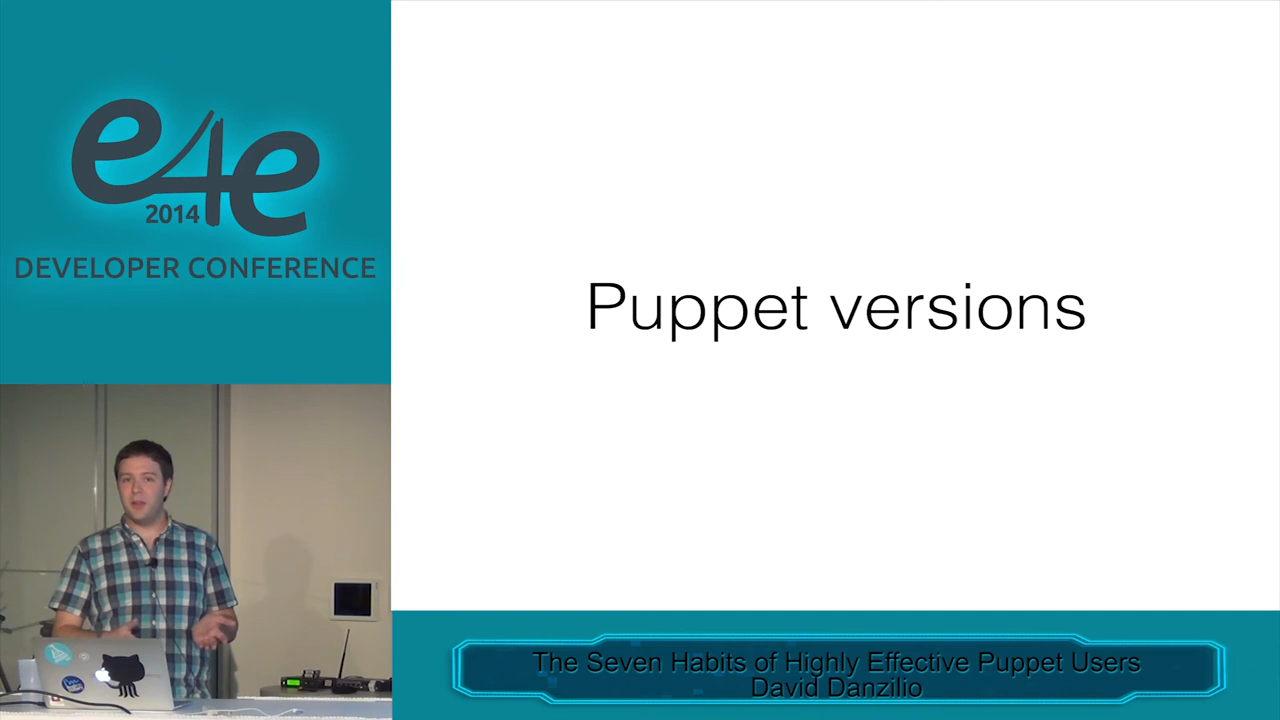 e4e
2014
DEVELOPER CONFERENCE
Puppet versions
The Seven Habits of Highly Effective Puppet Users
David Danzilio